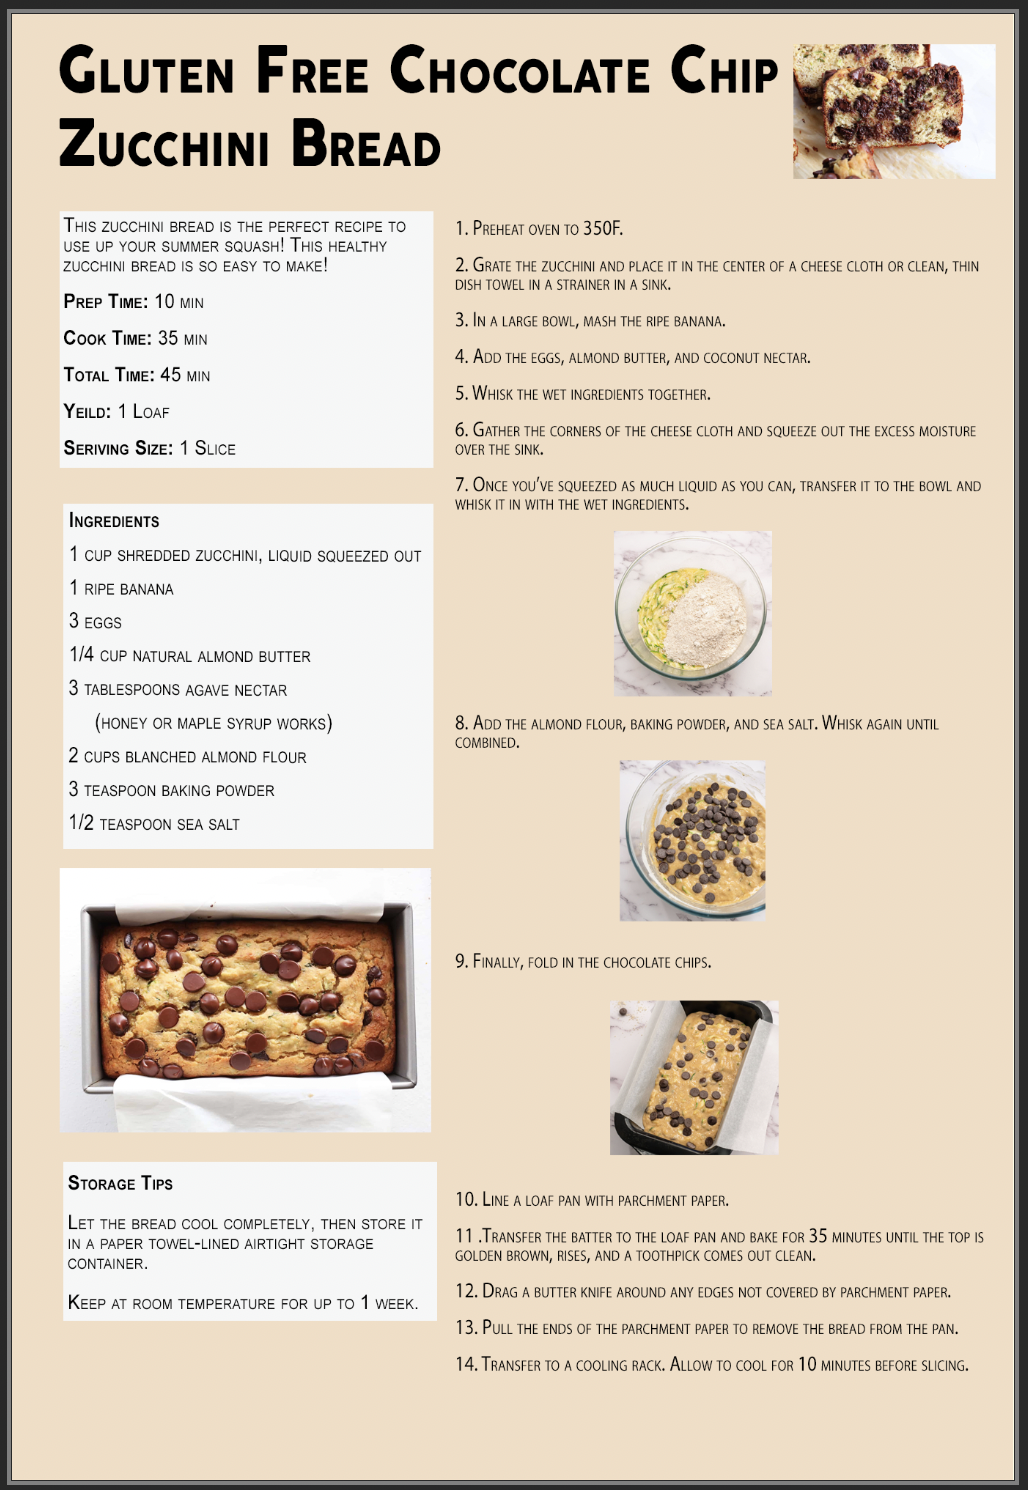 Gluten Free Chocolate Chip
Zucchini Bread
This zucchini bread is the perfect recipe to
use up your summer squash! This healthy
zucchini bread is so easy to make!
Prep Time: 10 min
Cook Time: 35 min
Total Time: 45 min
Yeild: 1 Loaf
Seriving Size: 1 Slice
Ingredients
1 cup shredded zucchini, liquid squeezed out
1 ripe banana
3 eggs
1/4 cup natural almond butter
3 tablespoons agave nectar
(honey or maple syrup works)
2 cups blanched almond flour
3 teaspoon baking powder
1/2 teaspoon sea salt
Storage Tips
Let the bread cool completely, then store it
in a paper towel-lined airtight storage
container.
Keep at room temperature for up to 1 week.
1. Preheat oven to 350F.
2. Grate the zucchini and place it in the center of a cheese cloth or clean, thin
dish towel in a strainer in a sink.
3. In a large bowl, mash the ripe banana.
4. Add the eggs, almond butter, and coconut nectar.
5. Whisk the wet ingredients together.
6. Gather the corners of the cheese cloth and squeeze out the excess moisture
over the sink.
7. Once you've squeezed as much liquid as you can, transfer it to the bowl and
whisk it in with the wet ingredients.
8. Add the almond flour, baking powder, and sea salt. Whisk again until
combined.
9. Finally, fold in the chocolate chips.
10. Line a loaf pan with parchment paper.
11 .Transfer the batter to the loaf pan and bake for 35 minutes until the top is
golden brown, rises, and a toothpick comes out clean.
12. Drag a butter knife around any edges not covered by parchment paper.
13. Pull the ends of the parchment paper to remove the bread from the pan.
14. Transfer to a cooling rack. Allow to cool for 10 minutes before slicing.